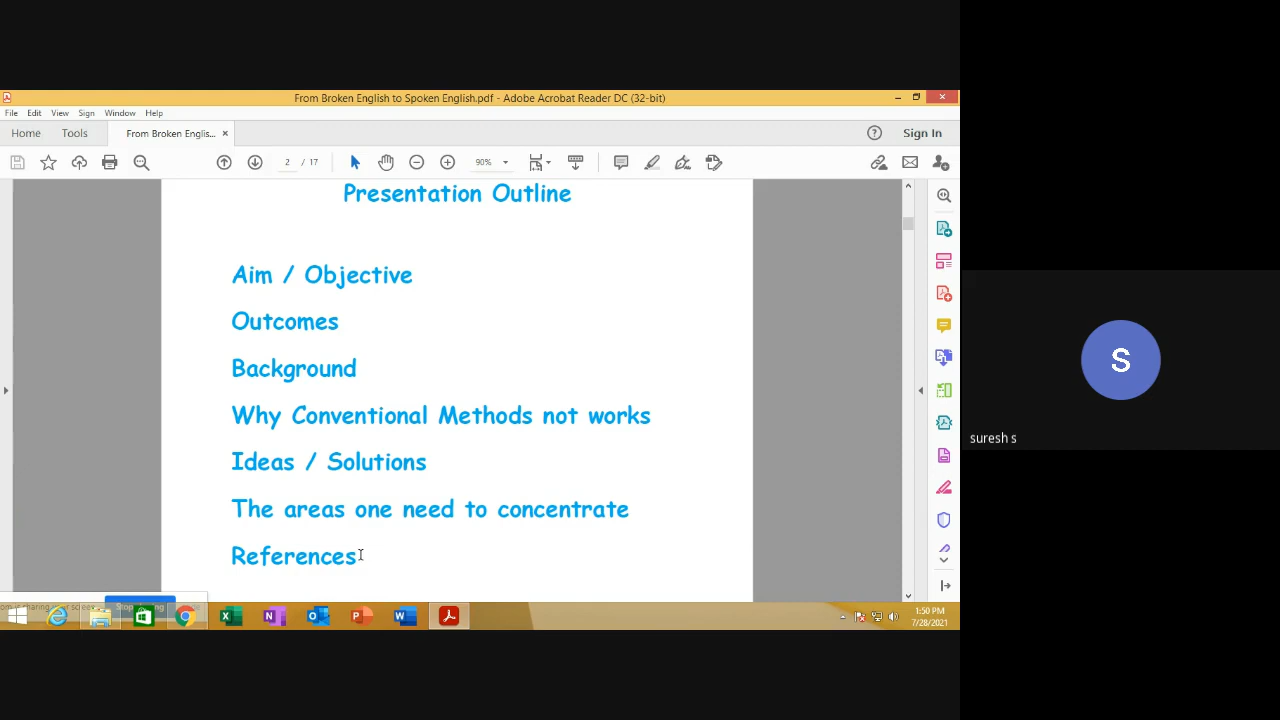 From Broken English to Spoken English.pdf - Adobe Acrobat Reader DC (32-bit)
File Edit View Sign Window Help
Home Tools From Broken Englis... × Sign In
2 / 17 90%
Presentation Outline
Aim / Objective
Outcomes
Background
Why Conventional Methods not works
Ideas / Solutions
The areas one need to concentrate
References
S
suresh s
1:50 PM
7/28/2021